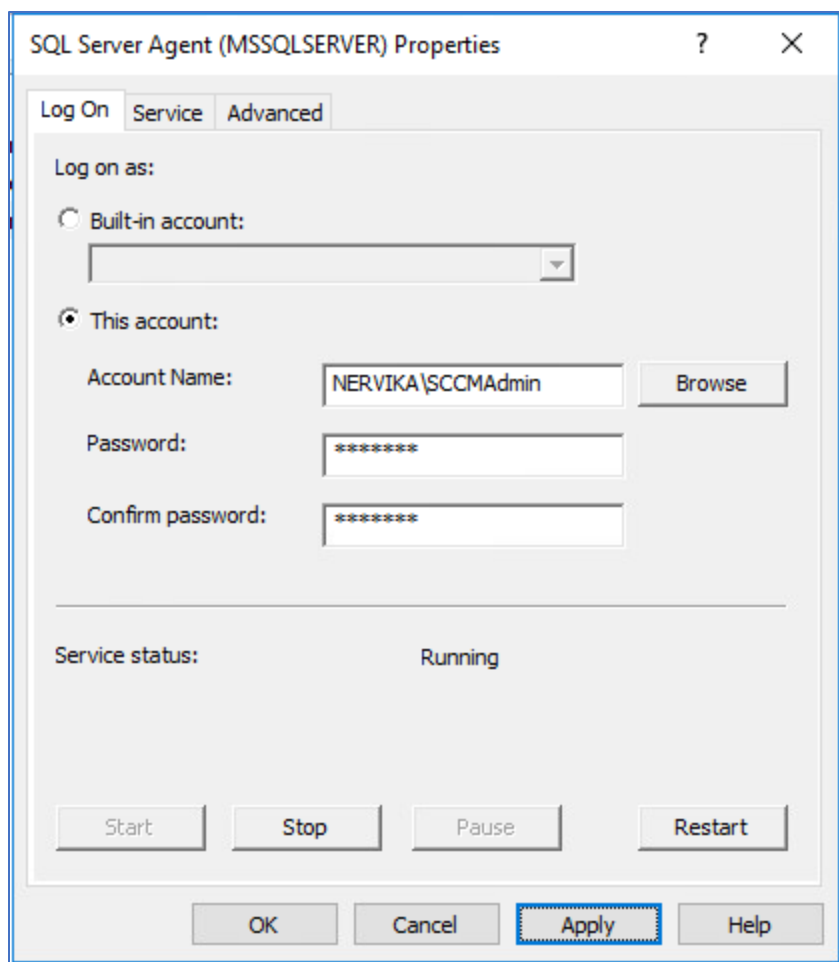 SQL Server Agent (MSSQLSERVER) Properties
?
Log On Service Advanced
Log on as:
Built-in account:
This account:
Account Name: NERVIKA\SCCMAdmin Browse
Password: *******
Confirm password: *******
Service status: Running
Start Stop Pause Restart
OK Cancel Apply Help